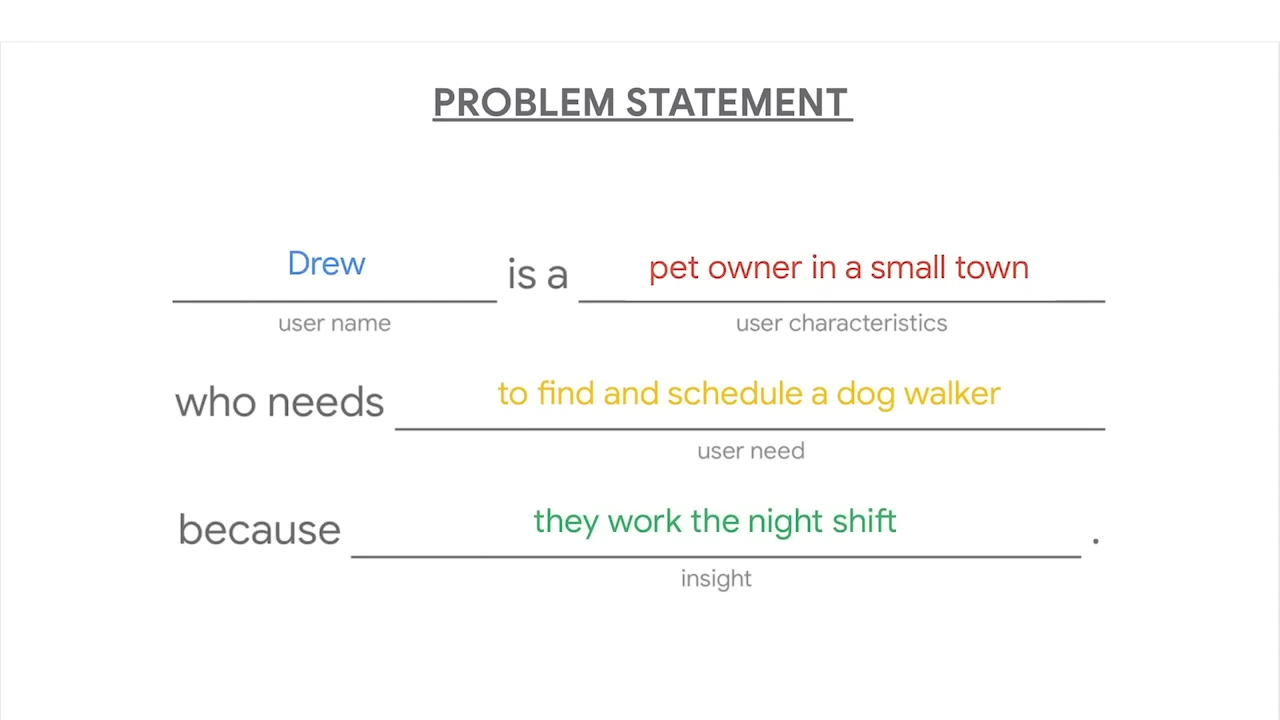 PROBLEM STATEMENT
Drew is a pet owner in a small town
user name user characteristics
who needs to find and schedule a dog walker
user need
because they work the night shift .
insight